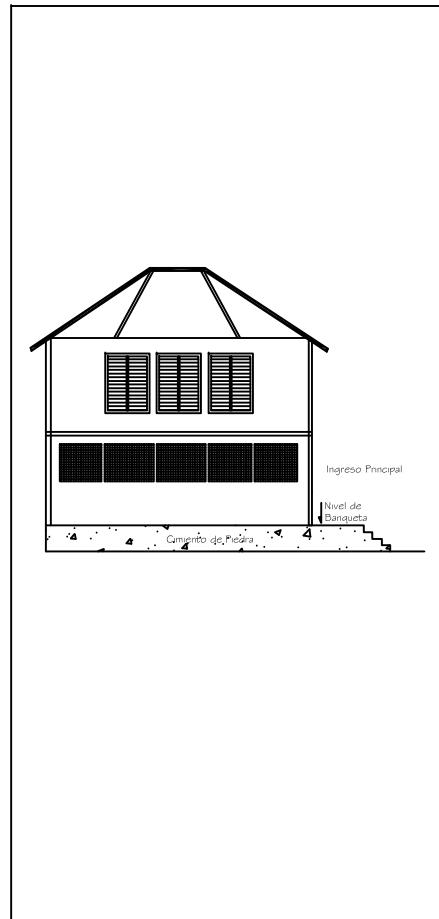 Ingreso Principal
Nivel de
Banqueta
Cimiento de Piedra